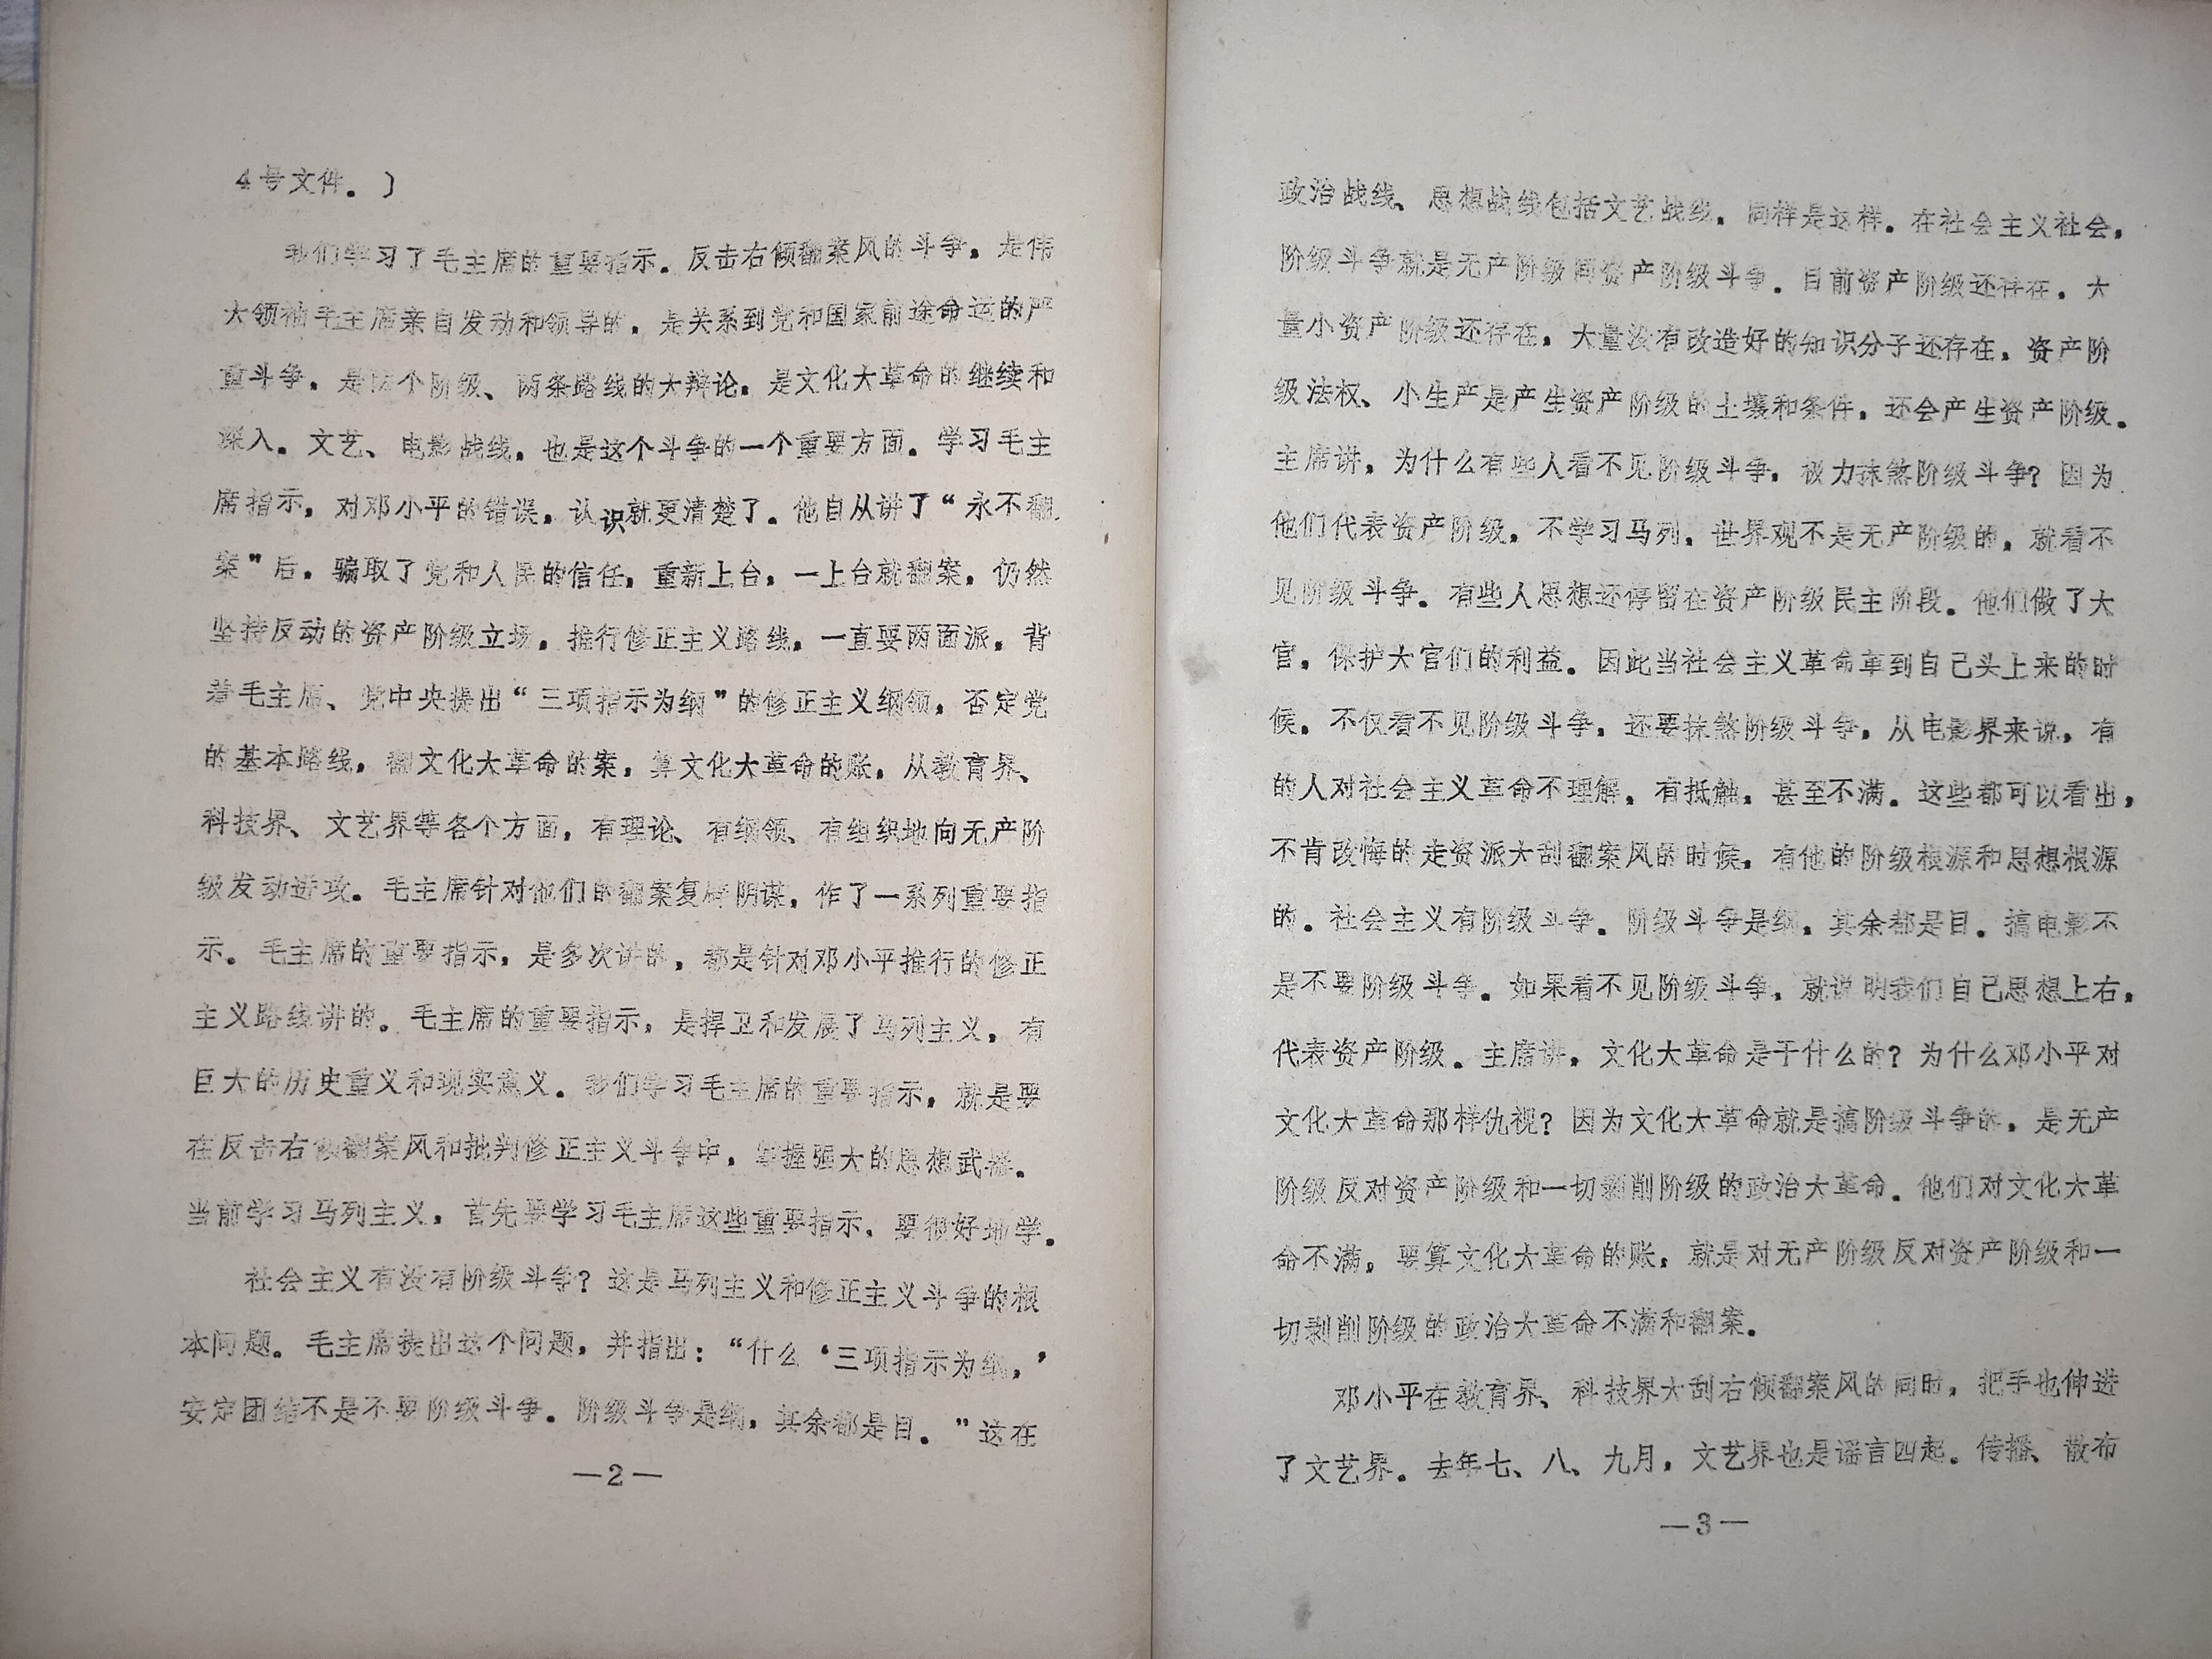 4号文件。)
我们学习了毛主席的重要指示。反击右倾翻案风的斗争，是伟
大领袖毛主席亲自发动和领导的，是关系到党和国家前途命运的严
重斗争，是两个阶级、两条路线的大辩论，是文化大革命的继续和
深入。文艺、电影战线，也是这个斗争的一个重要方面。学习毛主
席指示，对邓小平的错误，认识就更清楚了。他自从讲了“永不翻
案”后，骗取了党和人民的信任，重新上台，一上台就翻案，仍然
坚持反动的资产阶级立场，推行修正主义路线，一直耍两面派，背
着毛主席、党中央提出“三项指示为纲”的修正主义纲领，否定党
的基本路线，翻文化大革命的案，算文化大革命的账，从教育界、
科技界、文艺界等各个方面，有理论、有纲领、有组织地向无产阶
级发动进攻。毛主席针对他们的翻案复辟阴谋，作了一系列重要指
示。毛主席的重要指示，是多次讲的，都是针对邓小平推行的修正
主义路线讲的。毛主席的重要指示，是捍卫和发展了马列主义，有
巨大的历史重义和现实意义。我们学习毛主席的重要指示，就是要
在反击右倾翻案风和批判修正主义斗争中，掌握强大的思想武器。
当前学习马列主义，首先要学习毛主席这些重要指示，要很好地学。
社会主义有没有阶级斗争？这是马列主义和修正主义斗争的根
本问题。毛主席提出这个问题，并指出：“什么‘三项指示为纲，’
安定团结不是不要阶级斗争。阶级斗争是纲，其余都是目。”这在
—2—
政治战线、思想战线包括文艺战线，同样是这样。在社会主义社会，
阶级斗争就是无产阶级同资产阶级斗争。目前资产阶级还存在，大
量小资产阶级还存在，大量没有改造好的知识分子还存在，资产阶
级法权、小生产是产生资产阶级的土壤和条件，还会产生资产阶级。
主席讲，为什么有些人看不见阶级斗争，极力抹煞阶级斗争？因为
他们代表资产阶级，不学习马列，世界观不是无产阶级的，就看不
见阶级斗争。有些人思想还停留在资产阶级民主阶段。他们做了大
官，保护大官们的利益。因此当社会主义革命革到自己头上来的时
候，不仅看不见阶级斗争，还要抹煞阶级斗争，从电影界来说，有
的人对社会主义革命不理解，有抵触，甚至不满。这些都可以看出，
不肯改悔的走资派大刮翻案风的时候，有他的阶级根源和思想根源
的。社会主义有阶级斗争。阶级斗争是纲，其余都是目。搞电影不
是不要阶级斗争。如果看不见阶级斗争，就说明我们自己思想上右，
代表资产阶级。主席讲，文化大革命是干什么的？为什么邓小平对
文化大革命那样仇视？因为文化大革命就是搞阶级斗争的，是无产
阶级反对资产阶级和一切剥削阶级的政治大革命。他们对文化大革
命不满，要算文化大革命的账，就是对无产阶级反对资产阶级和一
切剥削阶级的政治大革命不满和翻案。
邓小平在教育界、科技界大刮右倾翻案风的同时，把手也伸进
了文艺界。去年七、八、九月，文艺界也是谣言四起。传播、散布
—3—